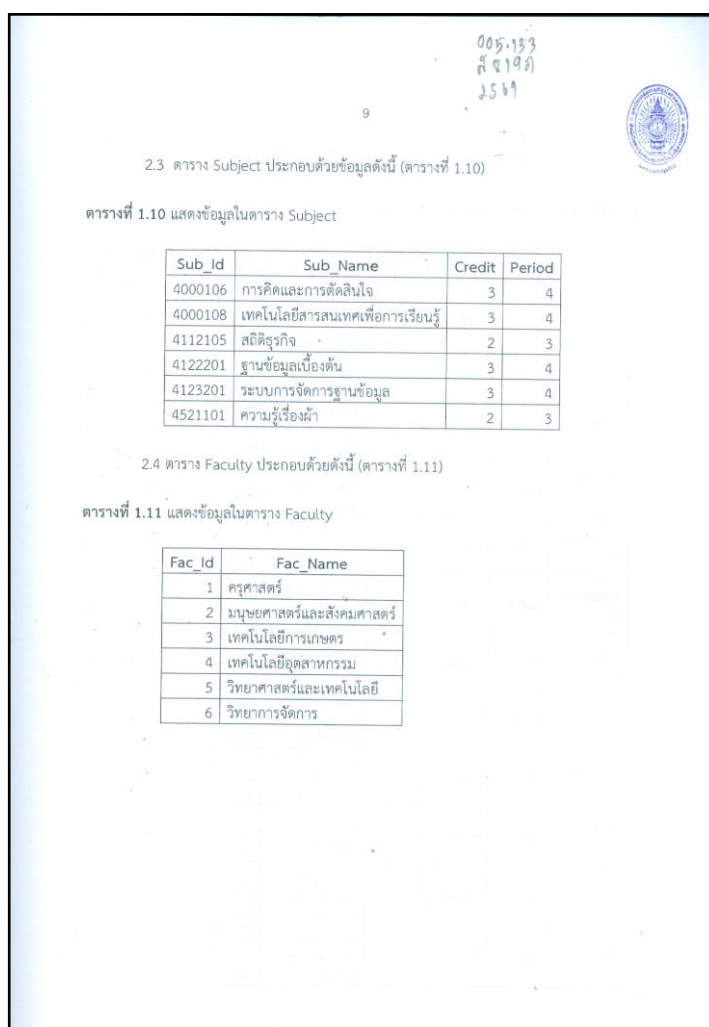 005.133
2561
9
2.3 ตาราง Subject ประกอบด้วยข้อมูลดังนี้ (ตารางที่ 1.10)
ตารางที่ 1.10 แสดงข้อมูลในตาราง Subject
Sub_Id Sub_Name Credit Period
4000106 การคิดและการตัดสินใจ 3 4
4000108 เทคโนโลยีสารสนเทศเพื่อการเรียนรู้ 3 4
4112105 สถิติธุรกิจ 2 3
4122201 ฐานข้อมูลเบื้องต้น 3 4
4123201 ระบบการจัดการฐานข้อมูล 3 4
4521101 ความรู้เรื่องผ้า 2 3
2.4 ตาราง Faculty ประกอบด้วยดังนี้ (ตารางที่ 1.11)
ตารางที่ 1.11 แสดงข้อมูลในตาราง Faculty
Fac_Id Fac_Name
1 ครุศาสตร์
2 มนุษยศาสตร์และสังคมศาสตร์
3 เทคโนโลยีการเกษตร
4 เทคโนโลยีอุตสาหกรรม
5 วิทยาศาสตร์และเทคโนโลยี
6 วิทยาการจัดการ